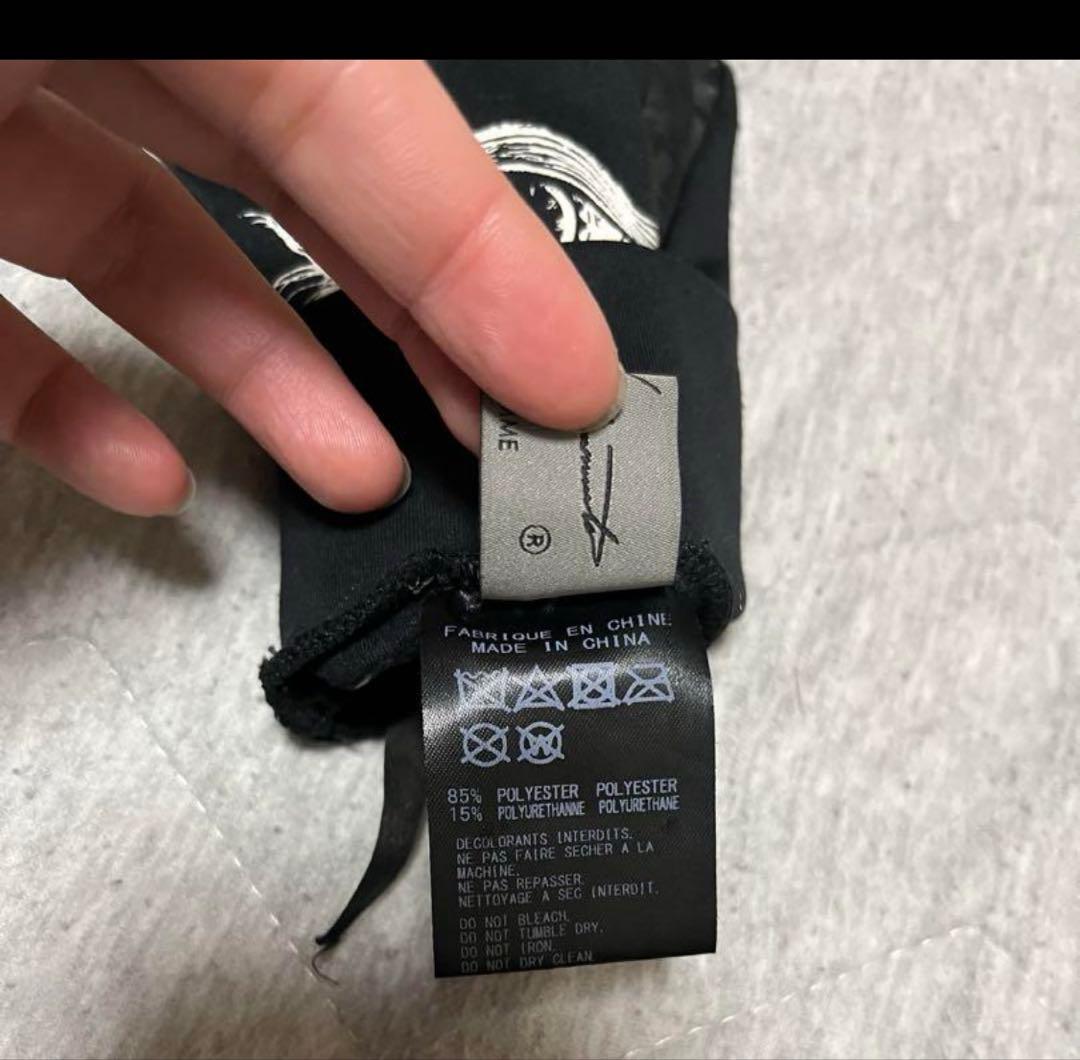 ®
FABRIQUE EN CHINE
MADE IN CHINA
W
85% POLYESTER POLYESTER
15% POLYURETHANNE POLYURETHANE
DECOLORANTS INTERDITS.
NE PAS FAIRE SECHER A LA
MACHINE.
NE PAS REPASSER.
NETTOYAGE A SEC INTERDIT.
DO NOT BLEACH.
DO NOT TUMBLE DRY.
DO NOT IRON.
DO NOT DRY CLEAN.